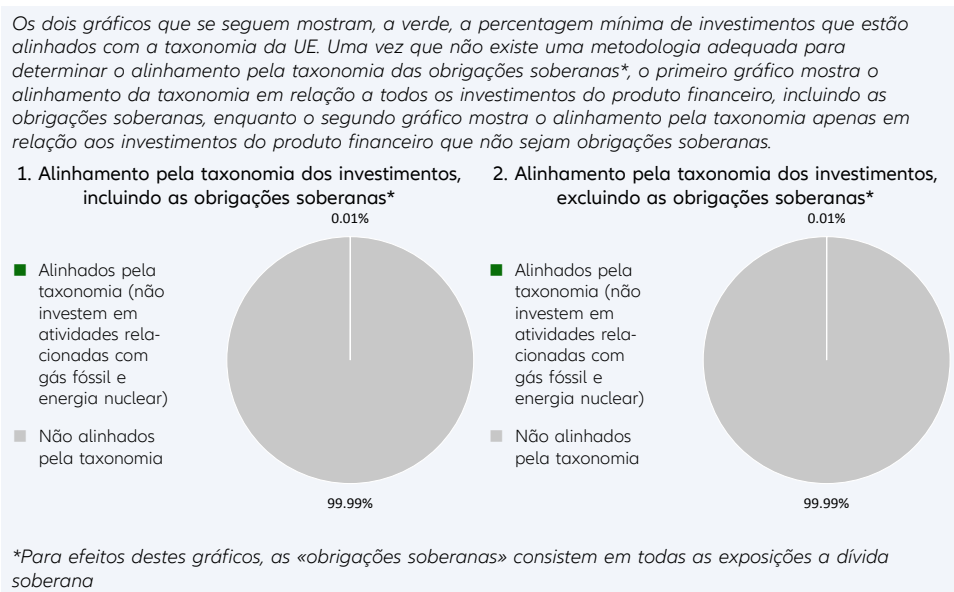 Os dois gráficos que se seguem mostram, a verde, a percentagem mínima de investimentos que estão
alinhados com a taxonomia da UE. Uma vez que não existe uma metodologia adequada para
determinar o alinhamento pela taxonomia das obrigações soberanas*, o primeiro gráfico mostra o
alinhamento da taxonomia em relação a todos os investimentos do produto financeiro, incluindo as
obrigações soberanas, enquanto o segundo gráfico mostra o alinhamento pela taxonomia apenas em
relação aos investimentos do produto financeiro que não sejam obrigações soberanas.
1. Alinhamento pela taxonomia dos investimentos,
incluindo as obrigações soberanas*
0.01%
Alinhados pela
taxonomia (não
investem em
atividades rela-
cionadas com
gás fóssil e
energia nuclear)
Não alinhados
pela taxonomia
99.99%
2. Alinhamento pela taxonomia dos investimentos,
excluindo as obrigações soberanas*
0.01%
Alinhados pela
taxonomia (não
investem em
atividades rela-
cionadas com
gás fóssil e
energia nuclear)
Não alinhados
pela taxonomia
99.99%
*Para efeitos destes gráficos, as «obrigações soberanas» consistem em todas as exposições a dívida
soberana